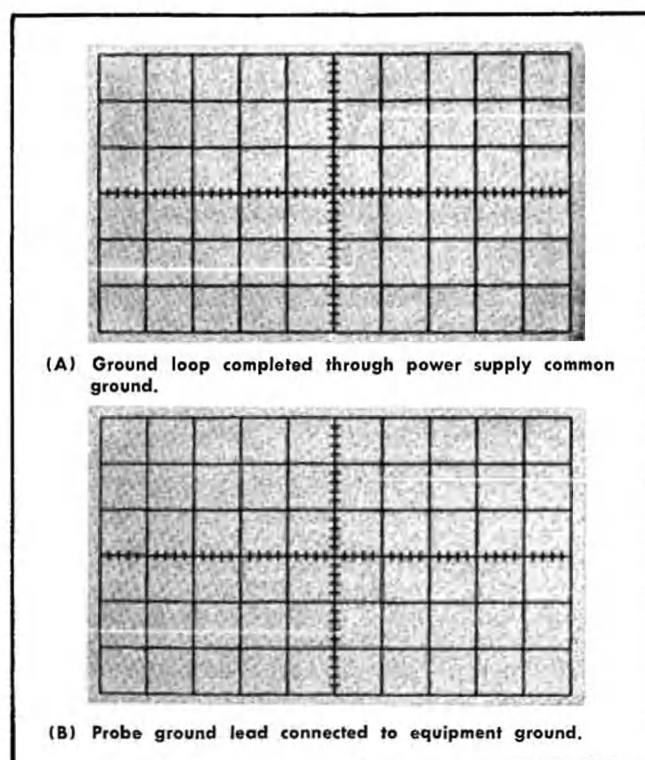 (A) Ground loop completed through power supply common
ground.
(B) Probe ground lead connected to equipment ground.